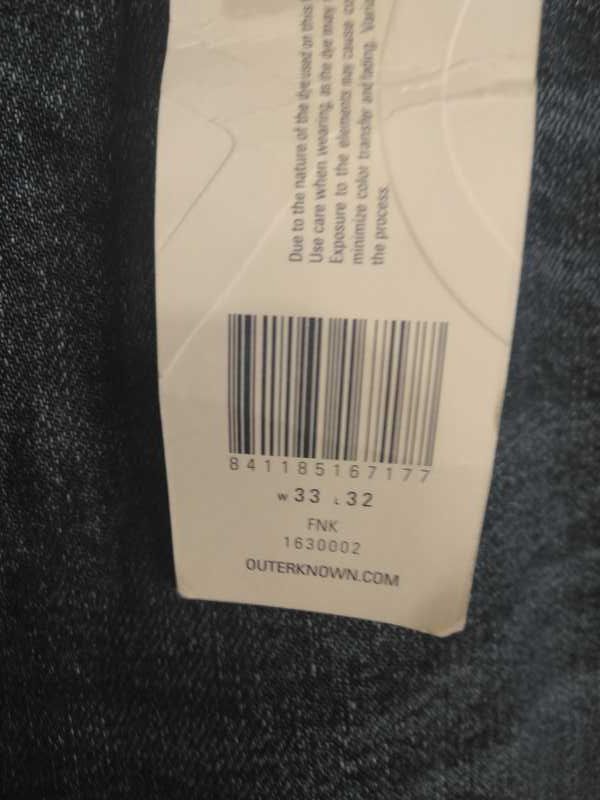 Due to the nature of the dye used on this
Use care when wearing, as the dye may
Exposure to the elements may cause
minimize color transfer and fading.
the process.
841185167177
W 33 L 32
FNK
1630002
OUTERKNOWN.COM